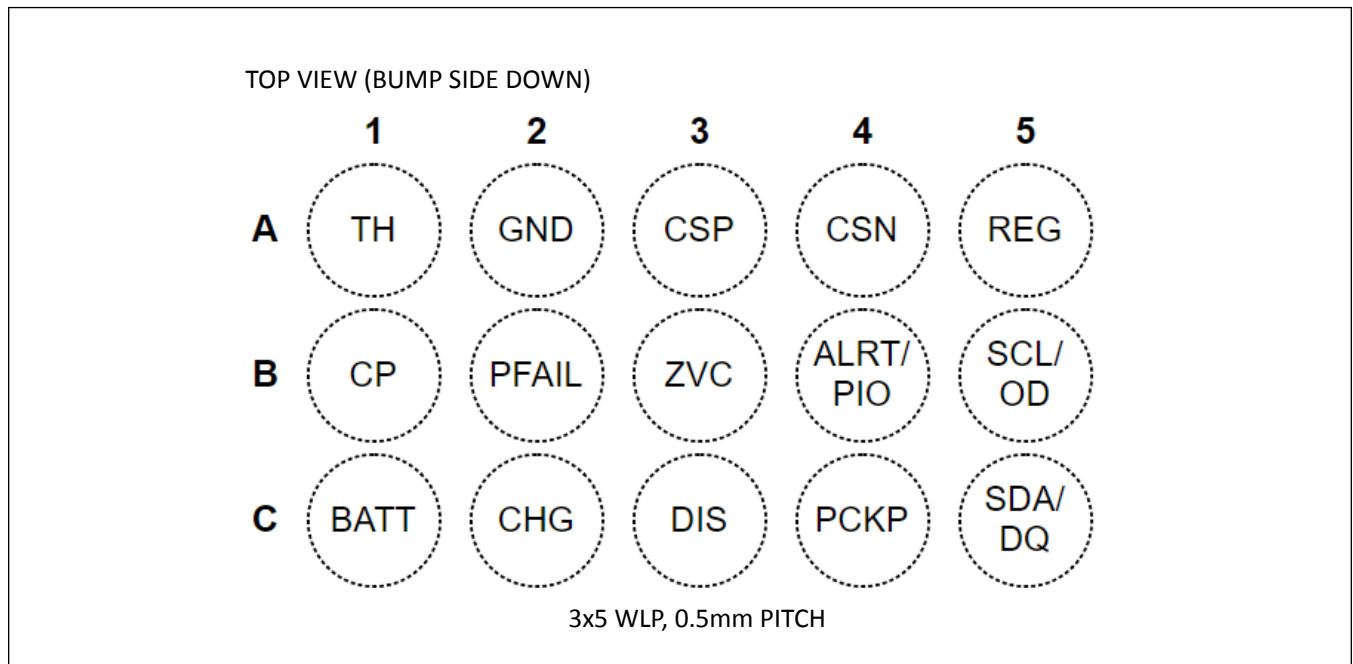 TOP VIEW (BUMP SIDE DOWN)
1 2 3 4 5
A TH GND CSP CSN REG
B CP PFAIL ZVC ALRT/ PIO SCL/ OD
C BATT CHG DIS PCKP SDA/ DQ
3x5 WLP, 0.5mm PITCH